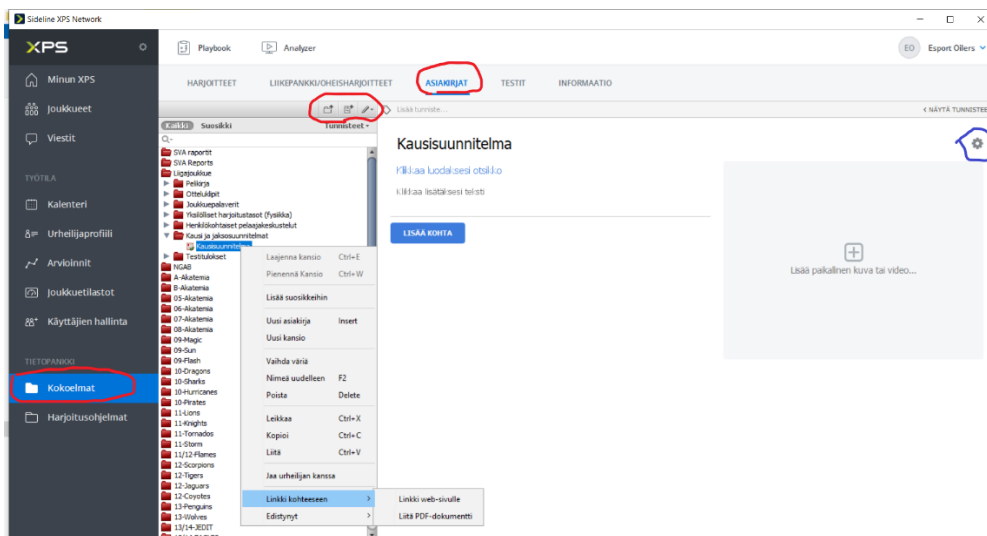 Sideline XPS Network
XPS
Playbook
Analyzer
EO
Esport Oilers
Minun XPS
Joukkueet
Viestit
TYÖTILA
Kalenteri
Urheilijaprofiili
Arvioinnit
Joukkuetilastot
Käyttäjien hallinta
TIETOPANKKI
Kokoelmat
Harjoitusohjelmat
HARJOITTEET
LIIKEPANKKI/OHEISHARJOITTEET
ASIAKIRJAT
TESTIT
INFORMAATIO
Lisää tunniste...
< NÄYTÄ TUNNISTEE
Kaikki
Suosikki
Tunnisteet
SVA raportit
SVA Reports
Ligajoukkue
Pelikirja
Otteluklipit
Joukkuepalaverit
Yksilölliset harjoitustasot (fysiikka)
Henkilökohtaiset pelaajakeskustelut
Kausi ja jaksosuunnitelmat
Kausisuunnitelma
Testitulokset
NGAB
A-Akatemia
B-Akatemia
05-Akatemia
06-Akatemia
07-Akatemia
08-Akatemia
09-Magic
09-Sun
09-Flash
10-Dragons
10-Sharks
10-Hurricanes
10-Pirates
11-Lions
11-Knights
11-Tornados
11-Storm
11/12-Flames
12-Scorpions
12-Tigers
12-Jaguars
12-Coyotes
13-Penguins
13-Wolves
13/14-JEDIT
Laajenna kansio Ctrl+E
Pienennä Kansio Ctrl+W
Lisää suosikkeihin
Uusi asiakirja Insert
Uusi kansio
Vaihda väriä
Nimeä uudelleen F2
Poista Delete
Leikkaa Ctrl+X
Kopioi Ctrl+C
Liitä Ctrl+V
Jaa urheilijan kanssa
Linkki kohteeseen >
Edistynyt >
Linkki web-sivulle
Liitä PDF-dokumentti
Kausisuunnitelma
Klikkaa luodaksesi otsikko
Klikkaa lisätäksesi teksti
LISÄÄ KOHTA
Lisää paikallinen kuva tai video...